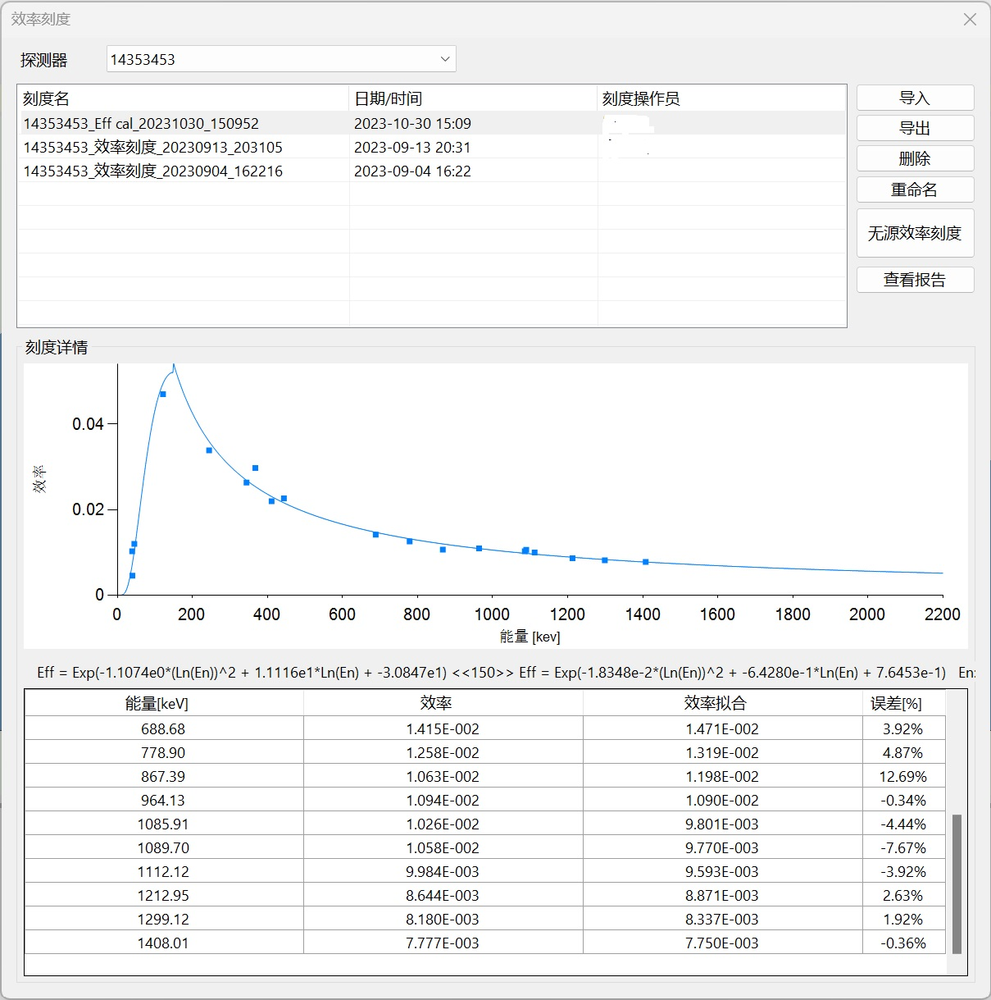 效率刻度
探测器 14353453
刻度名 日期/时间 刻度操作员
14353453_Eff cal_20231030_150952 2023-10-30 15:09
14353453_效率刻度_20230913_203105 2023-09-13 20:31
14353453_效率刻度_20230904_162216 2023-09-04 16:22
导入
导出
删除
重命名
无源效率刻度
查看报告
刻度详情
效率
0.04
0.02
0
0 200 400 600 800 1000 1200 1400 1600 1800 2000 2200
能量 [kev]
Eff = Exp(-1.1074e0*(Ln(En))^2 + 1.1116e1*Ln(En) + -3.0847e1) <<150>> Eff = Exp(-1.8348e-2*(Ln(En))^2 + -6.4280e-1*Ln(En) + 7.6453e-1) En:
能量[keV] 效率 效率拟合 误差[%]
688.68 1.415E-002 1.471E-002 3.92%
778.90 1.258E-002 1.319E-002 4.87%
867.39 1.063E-002 1.198E-002 12.69%
964.13 1.094E-002 1.090E-002 -0.34%
1085.91 1.026E-002 9.801E-003 -4.44%
1089.70 1.058E-002 9.770E-003 -7.67%
1112.12 9.984E-003 9.593E-003 -3.92%
1212.95 8.644E-003 8.871E-003 2.63%
1299.12 8.180E-003 8.337E-003 1.92%
1408.01 7.777E-003 7.750E-003 -0.36%